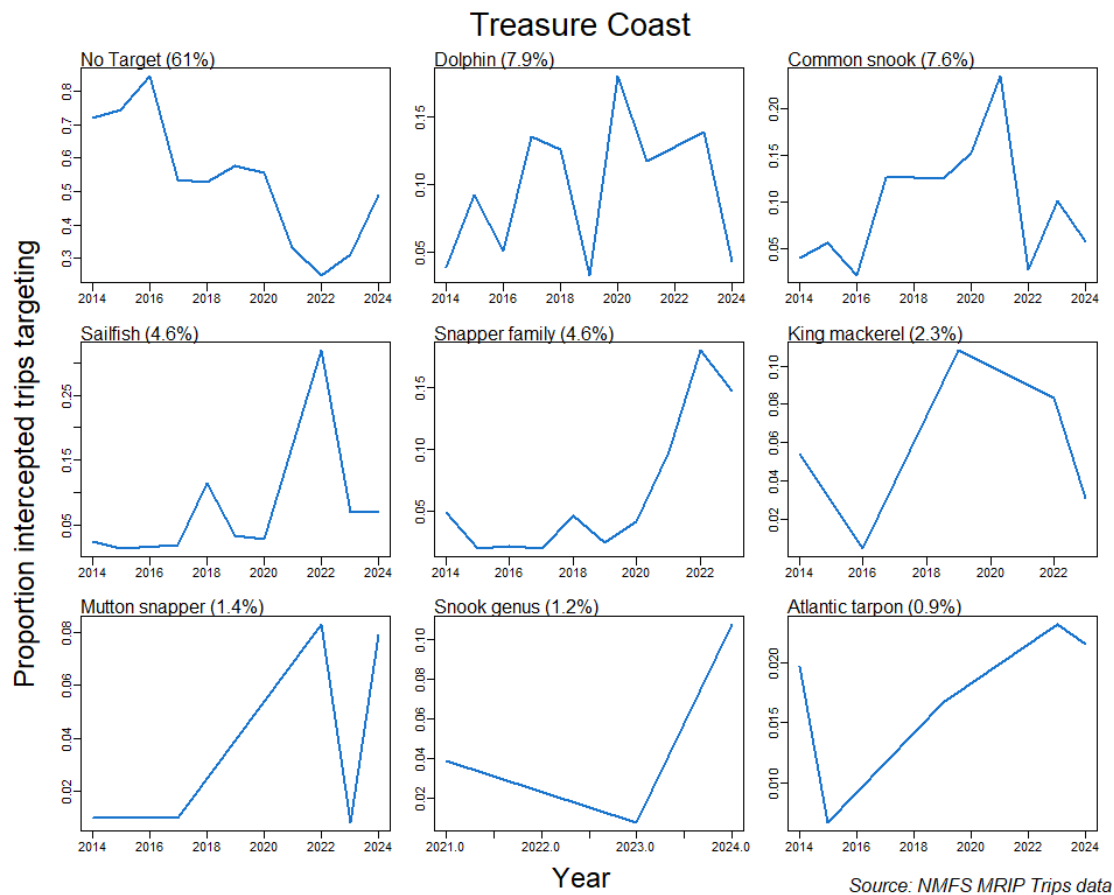 Treasure Coast
Proportion intercepted trips targeting
No Target (61%)
0.3 0.4 0.5 0.6 0.7 0.8
2014 2016 2018 2020 2022 2024
Dolphin (7.9%)
0.05 0.10 0.15
2014 2016 2018 2020 2022 2024
Common snook (7.6%)
0.05 0.10 0.15 0.20
2014 2016 2018 2020 2022 2024
Sailfish (4.6%)
0.05 0.15 0.25
2014 2016 2018 2020 2022 2024
Snapper family (4.6%)
0.05 0.10 0.15
2014 2016 2018 2020 2022
King mackerel (2.3%)
0.02 0.04 0.06 0.08 0.10
2014 2016 2018 2020 2022
Mutton snapper (1.4%)
0.02 0.04 0.06 0.08
2014 2016 2018 2020 2022 2024
Snook genus (1.2%)
0.02 0.04 0.06 0.08 0.10
2021.0 2022.0 2023.0 2024.0
Atlantic tarpon (0.9%)
0.010 0.015 0.020
2014 2016 2018 2020 2022 2024
Year
Source: NMFS MRIP Trips data